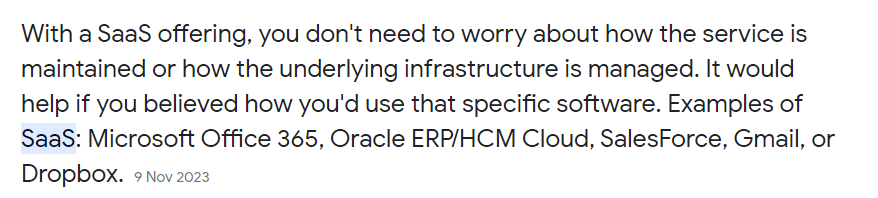 With a SaaS offering, you don't need to worry about how the service is
maintained or how the underlying infrastructure is managed. It would
help if you believed how you'd use that specific software. Examples of
SaaS: Microsoft Office 365, Oracle ERP/HCM Cloud, SalesForce, Gmail, or
Dropbox. 9 Nov 2023